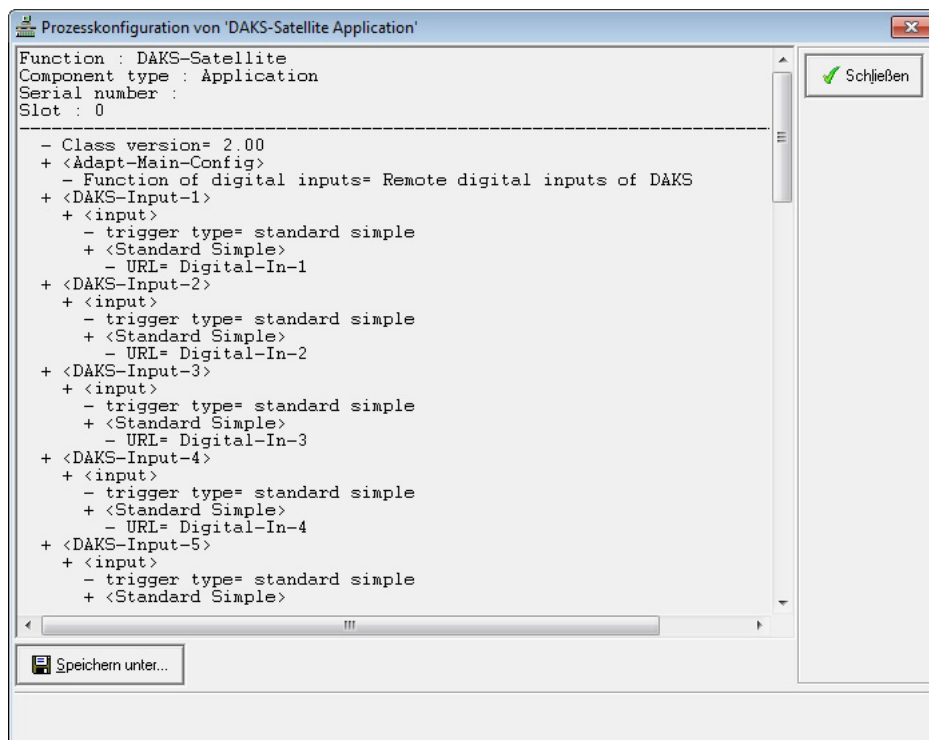 Prozesskonfiguration von 'DAKS-Satellite Application'
Function : DAKS-Satellite
Component type : Application
Serial number :
Slot : 0
- Class version= 2.00
+ <Adapt-Main-Config>
- Function of digital inputs= Remote digital inputs of DAKS
+ <DAKS-Input-1>
+ <input>
- trigger type= standard simple
+ <Standard Simple>
- URL= Digital-In-1
+ <DAKS-Input-2>
+ <input>
- trigger type= standard simple
+ <Standard Simple>
- URL= Digital-In-2
+ <DAKS-Input-3>
+ <input>
- trigger type= standard simple
+ <Standard Simple>
- URL= Digital-In-3
+ <DAKS-Input-4>
+ <input>
- trigger type= standard simple
+ <Standard Simple>
- URL= Digital-In-4
+ <DAKS-Input-5>
+ <input>
- trigger type= standard simple
+ <Standard Simple>
Schließen
Speichern unter...